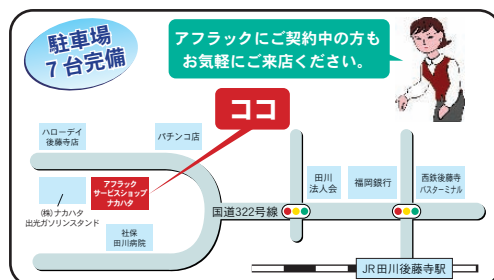 駐車場
7台完備
アフラックにご契約中の方も
お気軽にご来店ください。
ココ
ハローデイ
後藤寺店
パチンコ店
アフラック
サービスショップ
ナカハタ
(株)ナカハタ
出光ガソリンスタンド
社保
田川病院
国道322号線
田川
法人会
福岡銀行
西鉄後藤寺
バスターミナル
JR田川後藤寺駅